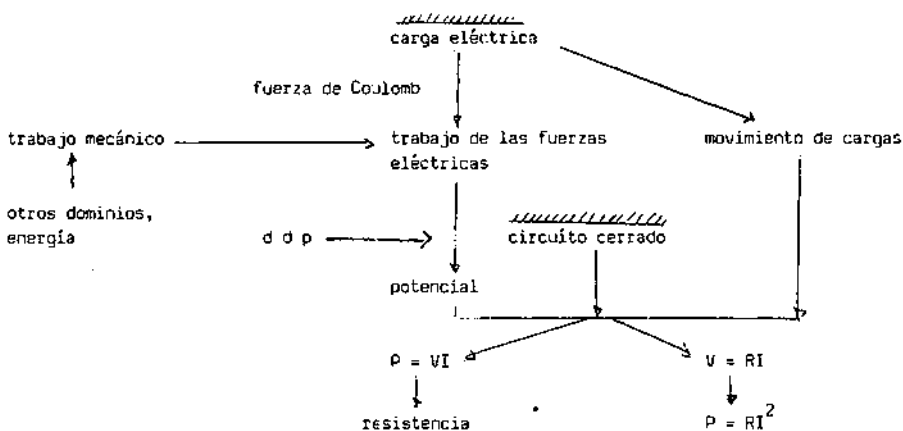 carga eléctrica
fuerza de Coulomb
trabajo mecánico
trabajo de las fuerzas
eléctricas
movimiento de cargas
otros dominios,
energía
d d p
circuíto cerrado
potencial
P = VI
V = RI
resistencia
P = RI²